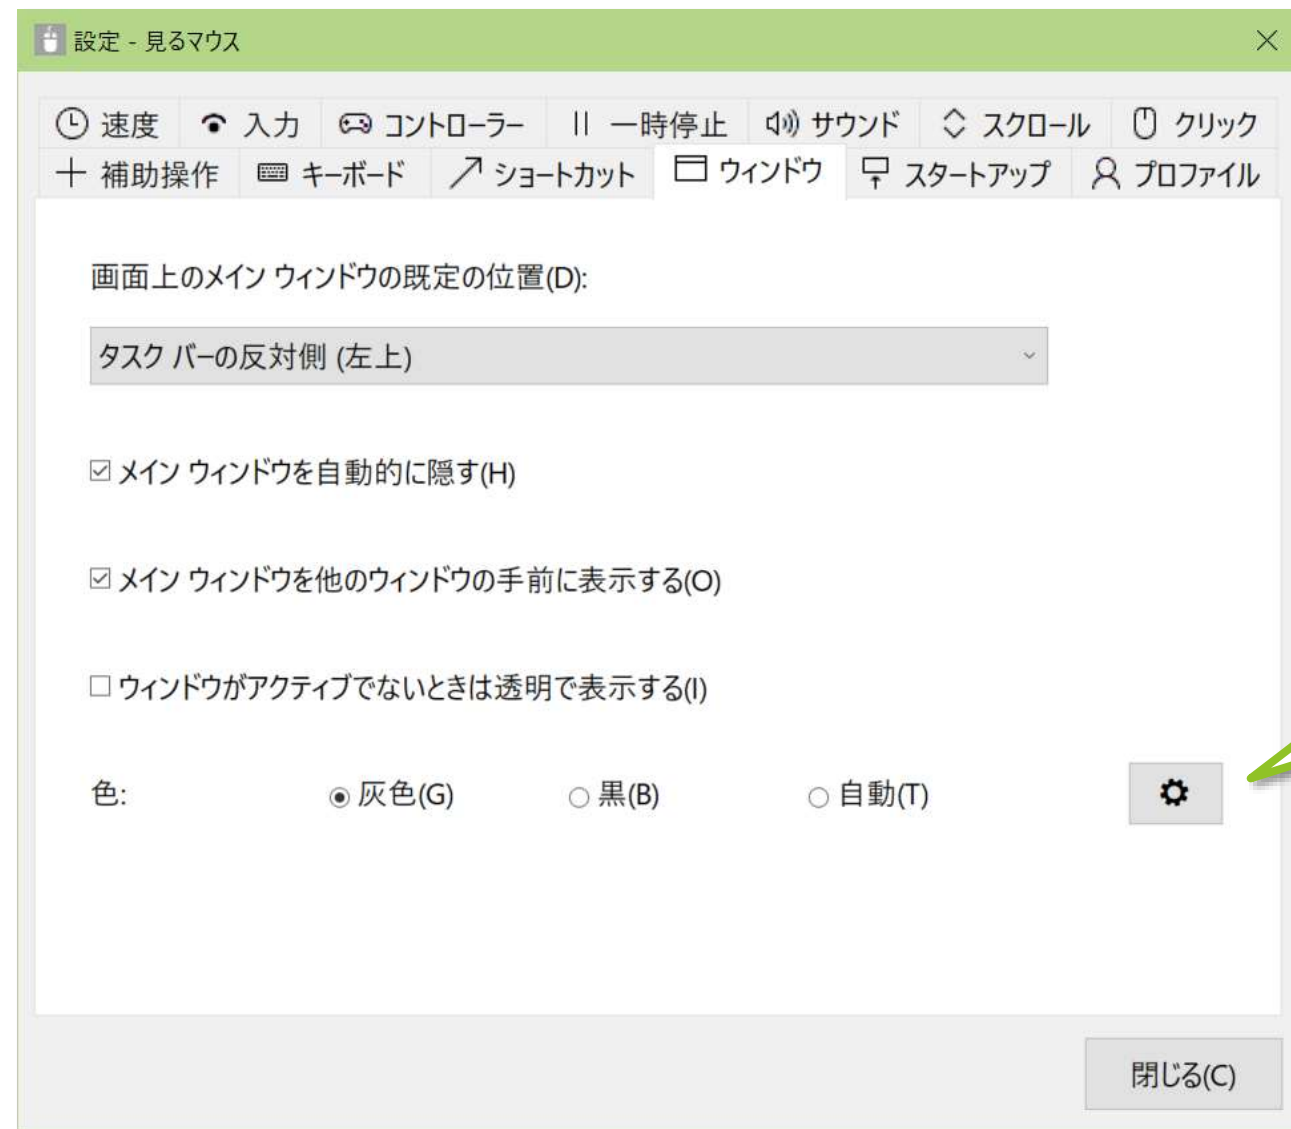 設定 - 見るマウス
速度 入力 コントローラー 一時停止 サウンド スクロール クリック
補助操作 キーボード ショートカット ウィンドウ スタートアップ プロファイル
画面上のメイン ウィンドウの既定の位置(D):
タスク バーの反対側 (左上)
メイン ウィンドウを自動的に隠す(H)
メイン ウィンドウを他のウィンドウの手前に表示する(O)
ウィンドウがアクティブでないときは透明で表示する(I)
色: 灰色(G) 黒(B) 自動(T)
閉じる(C)